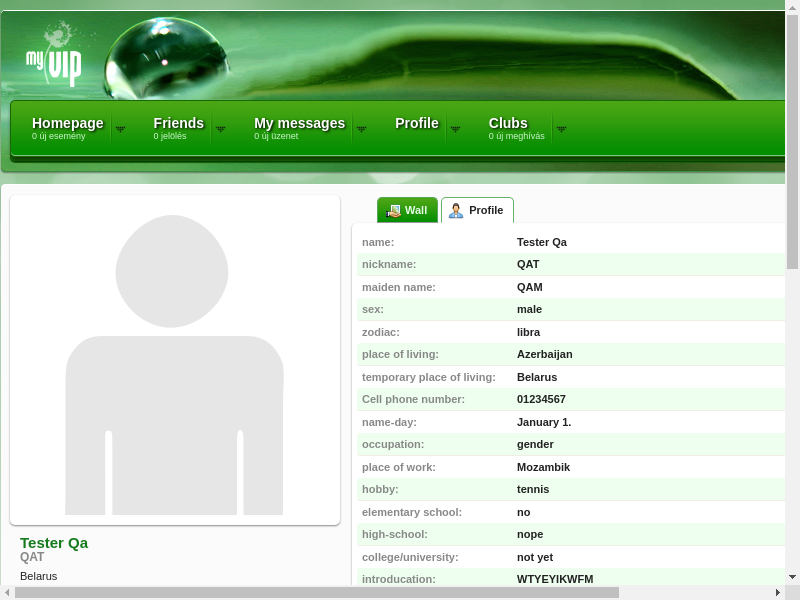 my VIP
Homepage
0 új esemény
Friends
0 jelölés
My messages
0 új üzenet
Profile
Clubs
0 új meghívás
Wall
Profile
name: Tester Qa
nickname: QAT
maiden name: QAM
sex: male
zodiac: libra
place of living: Azerbaijan
temporary place of living: Belarus
Cell phone number: 01234567
name-day: January 1.
occupation: gender
place of work: Mozambik
hobby: tennis
elementary school: no
high-school: nope
college/university: not yet
introducation: WTYEYIKWFM
Tester Qa
QAT
Belarus